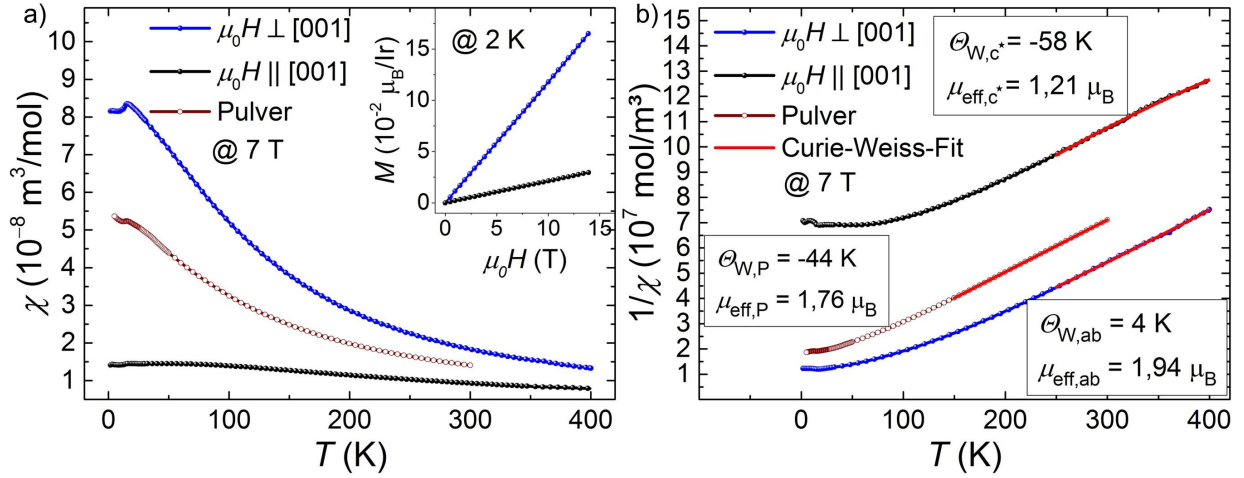 a)
μ₀H ⊥ [001]
μ₀H || [001]
Pulver
@ 7 T
χ (10⁻⁸ m³/mol)
10
9
8
7
6
5
4
3
2
1
0
100
200
300
400
T (K)
@ 2 K
M (10⁻² μB/Ir)
15
10
5
0
0
5
10
15
μ₀H (T)
b)
μ₀H ⊥ [001]
μ₀H || [001]
Pulver
Curie-Weiss-Fit
@ 7 T
1/χ (10⁷ mol/m³)
15
14
13
12
11
10
9
8
7
6
5
4
3
2
1
0
100
200
300
400
T (K)
ΘW,c* = -58 K
μeff,c* = 1,21 μB
ΘW,P = -44 K
μeff,P = 1,76 μB
ΘW,ab = 4 K
μeff,ab = 1,94 μB